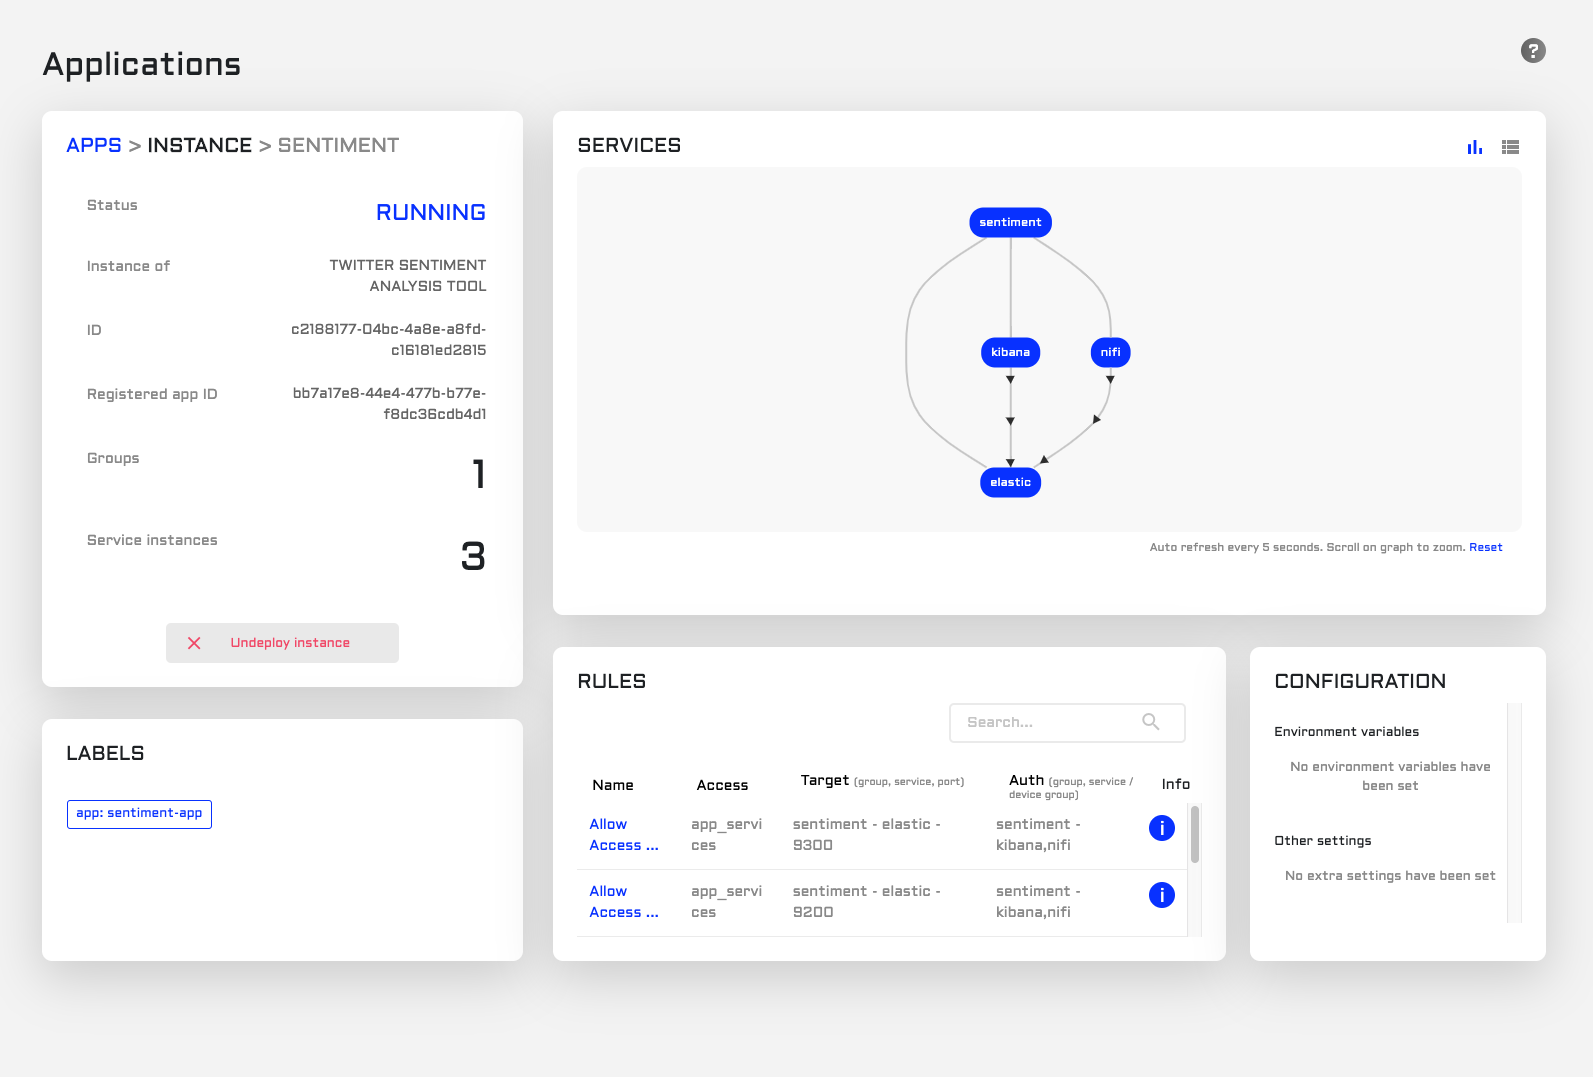 Applications
?
APPS > INSTANCE > SENTIMENT
Status
RUNNING
Instance of
TWITTER SENTIMENT
ANALYSIS TOOL
ID
c2188177-04bc-4a8e-a8fd-
c16181ed2815
Registered app ID
bb7a17e8-44e4-477b-b77e-
f8dc36cdb4d1
Groups
1
Service instances
3
Undeploy instance
LABELS
app: sentiment-app
SERVICES
sentiment
kibana
nifi
elastic
Auto refresh every 5 seconds. Scroll on graph to zoom. Reset
RULES
Search...
Name
Access
Target (group, service, port)
Auth (group, service /
device group)
Info
Allow
Access ...
app_servi
ces
sentiment - elastic -
9300
sentiment -
kibana,nifi
i
Allow
Access ...
app_servi
ces
sentiment - elastic -
9200
sentiment -
kibana,nifi
i
CONFIGURATION
Environment variables
No environment variables have
been set
Other settings
No extra settings have been set